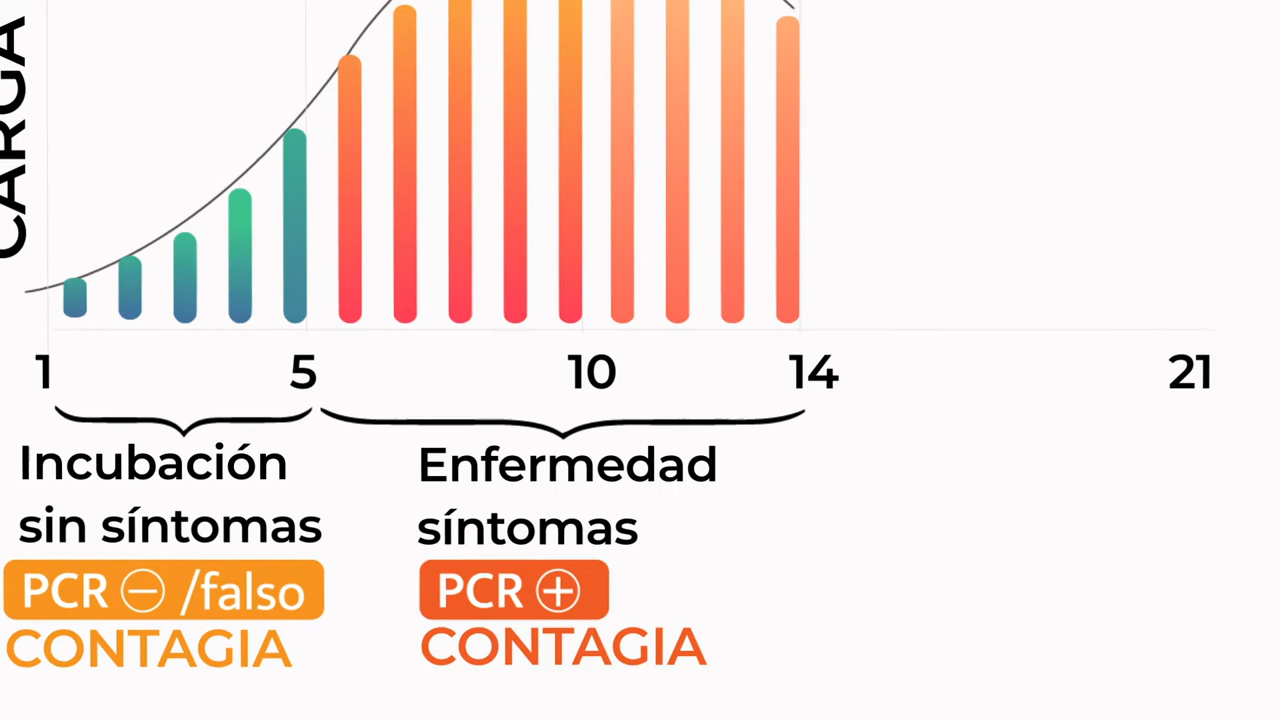 CARGA
1 5 10 14 21
Incubación
sin síntomas
PCR ⊖ /falso
CONTAGIA
Enfermedad
síntomas
PCR ⊕
CONTAGIA